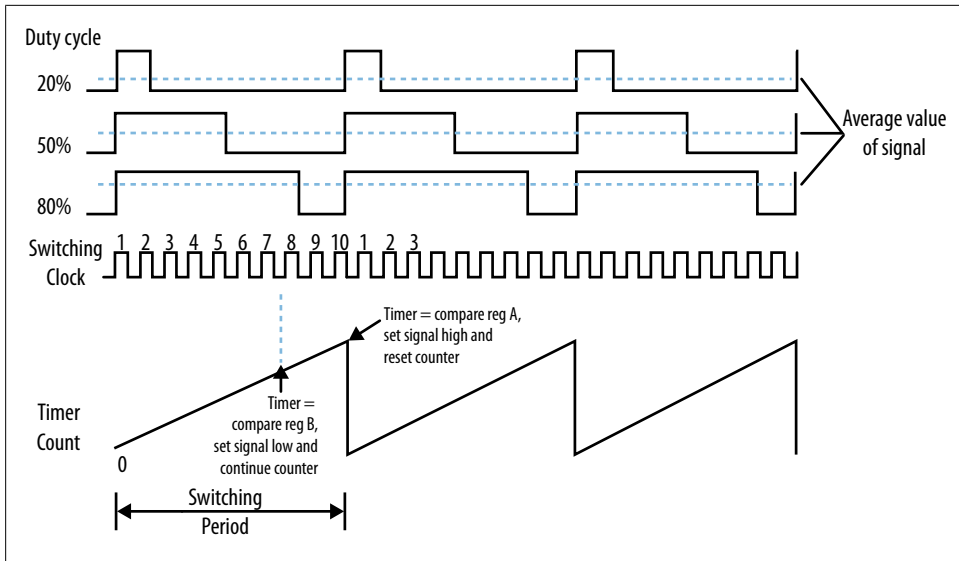 Duty cycle
20%
50%
80%
Average value
of signal
Switching
Clock
1 2 3 4 5 6 7 8 9 10 1 2 3
Timer = compare reg A,
set signal high and
reset counter
Timer =
compare reg B,
set signal low and
continue counter
Timer
Count
0
Switching
Period